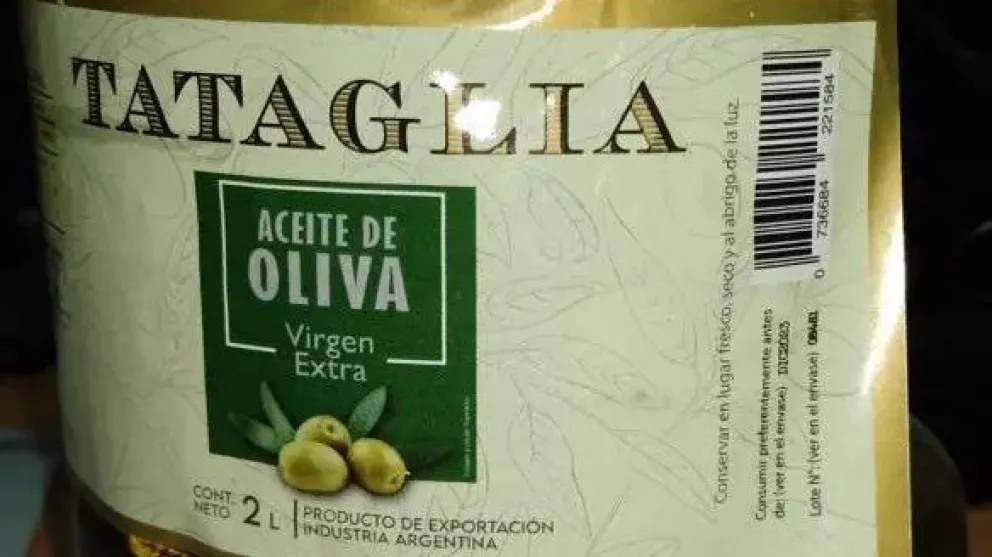 TATAGLIA
ACEITE DE
OLIVA
Virgen
Extra
CONT.
NETO 2 L
PRODUCTO DE EXPORTACIÓN
INDUSTRIA ARGENTINA
Conservar en lugar fresco, seco y al abrigo de la luz.
0 736684 221584
Consumir preferentemente antes
de: (ver en el envase) DIC2023
Lote N°: (ver en el envase)